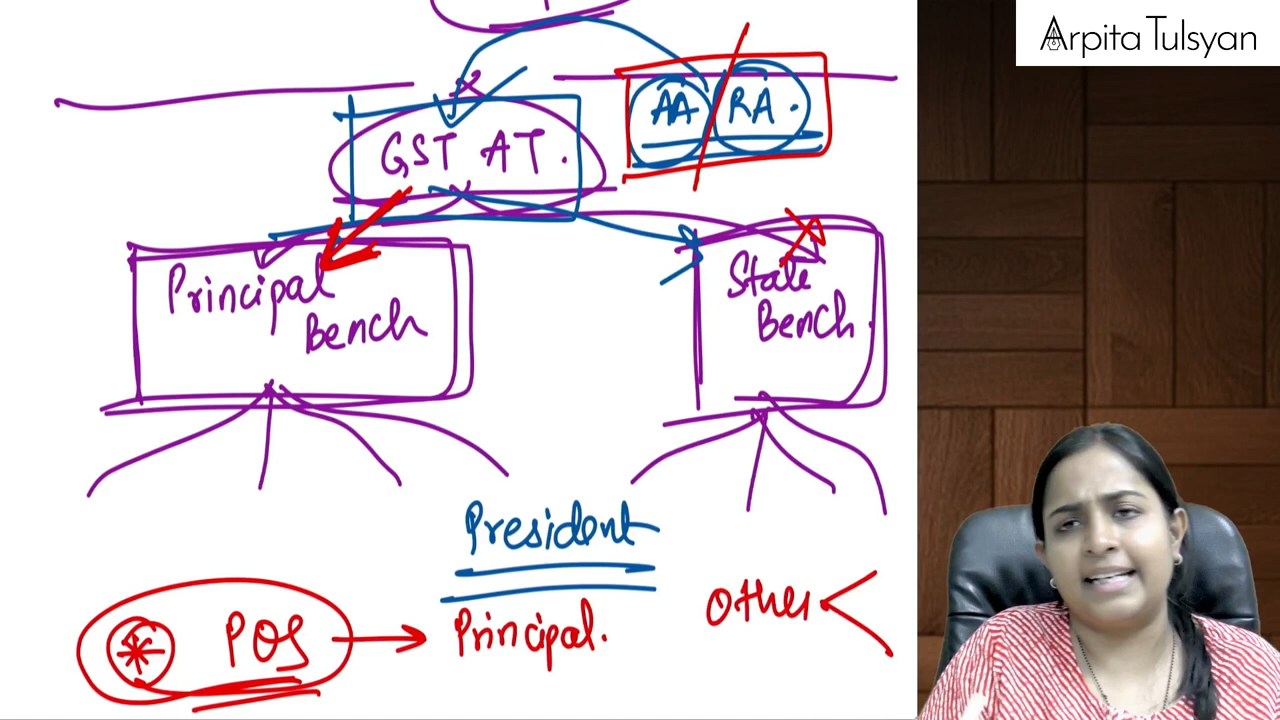 Arpita Tulsyan
AA RA.
GST AT.
Principal
Bench
State
Bench.
President
* POS
Principal.
Other